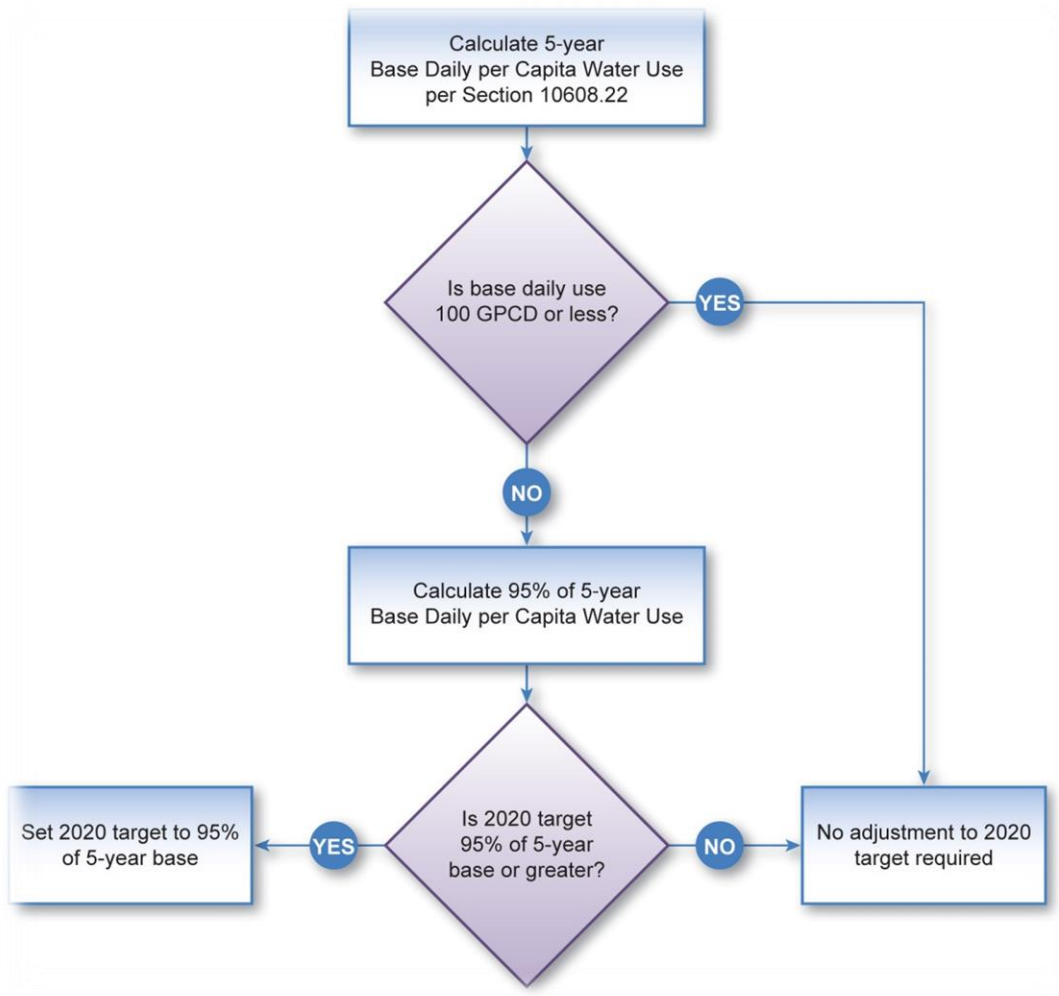 Calculate 5-year
Base Daily per Capita Water Use
per Section 10608.22
Is base daily use
100 GPCD or less?
YES
NO
Calculate 95% of 5-year
Base Daily per Capita Water Use
Is 2020 target
95% of 5-year
base or greater?
YES
Set 2020 target to 95%
of 5-year base
NO
No adjustment to 2020
target required